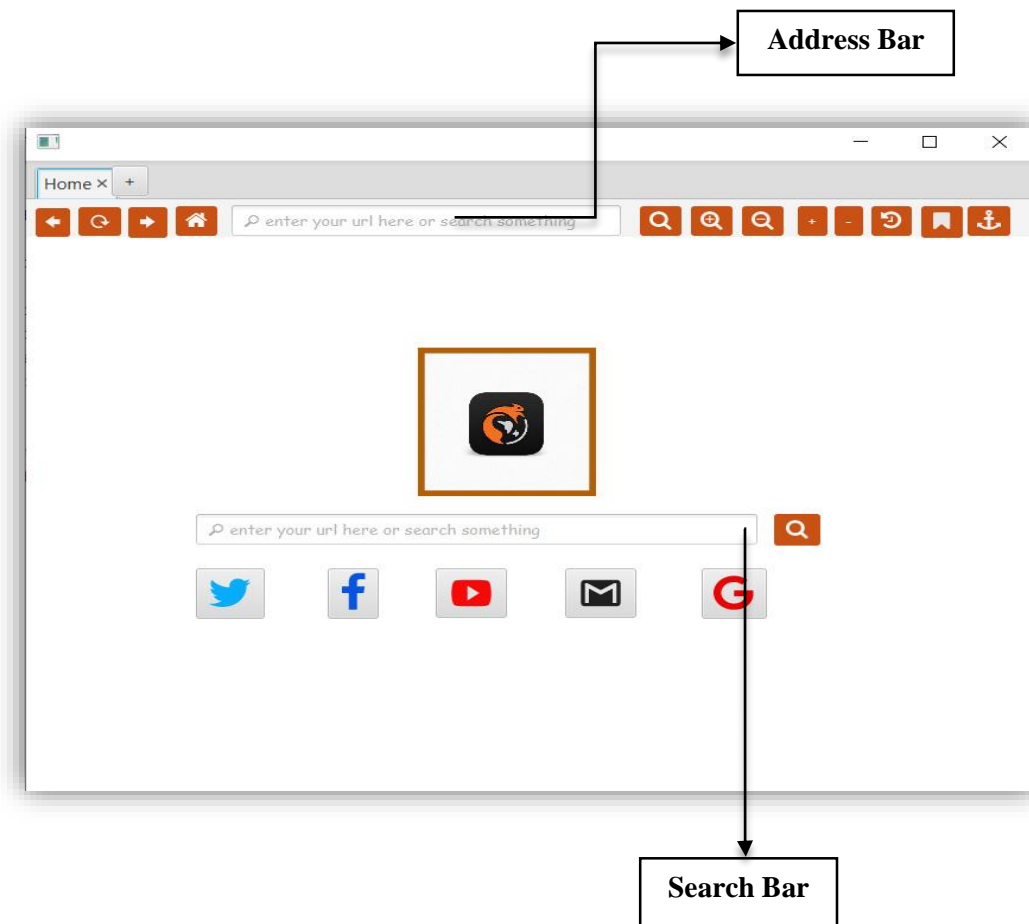 Address Bar
Home × +
enter your url here or search something
+ -
enter your url here or search something
Search Bar